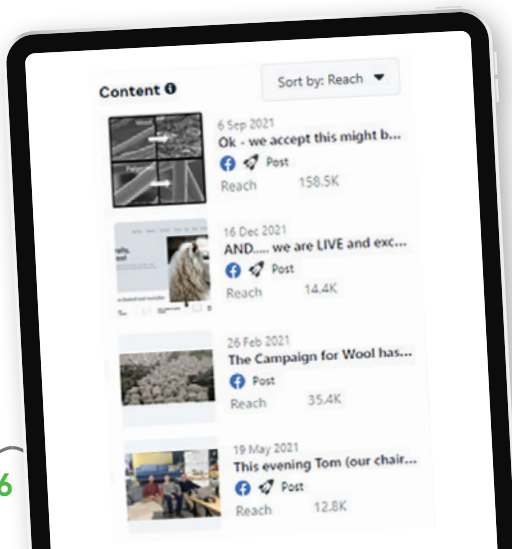 Content
Sort by: Reach
6 Sep 2021
Ok - we accept this might b...
Post
Reach 158.5K
16 Dec 2021
AND..... we are LIVE and exc...
Post
Reach 14.4K
26 Feb 2021
The Campaign for Wool has...
Post
Reach 35.4K
19 May 2021
This evening Tom (our chair...
Post
Reach 12.8K
6